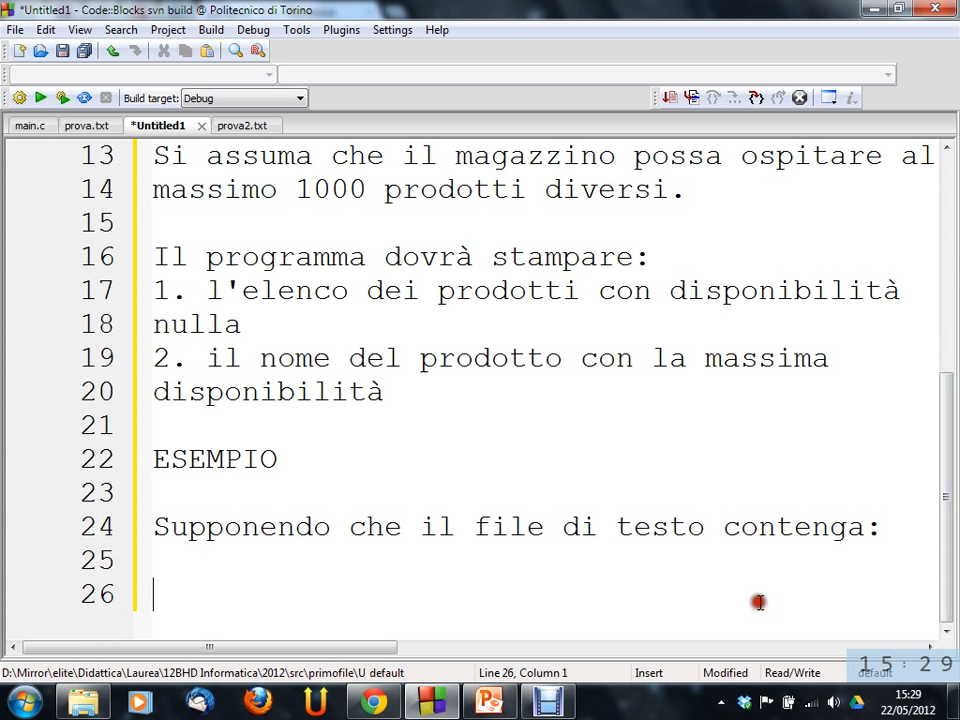 *Untitled1 - Code::Blocks svn build @ Politecnico di Torino
File Edit View Search Project Build Debug Tools Plugins Settings Help
Build target: Debug
main.c prova.txt *Untitled1 prova2.txt
13 Si assuma che il magazzino possa ospitare al
14 massimo 1000 prodotti diversi.
15
16 Il programma dovrà stampare:
17 1. l'elenco dei prodotti con disponibilità
18 nulla
19 2. il nome del prodotto con la massima
20 disponibilità
21
22 ESEMPIO
23
24 Supponendo che il file di testo contenga:
25
26
D:\Mirror\elite\Didattica\Laurea\12BHD Informatica\2012\src\primofile\U default Line 26, Column 1 Insert Modified Read/Write default
15:29
15:29
22/05/2012